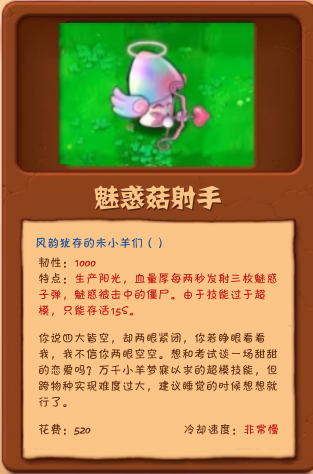 魅惑菇射手
风韵犹存的未小羊们（ ）
韧性：1000
特点：生产阳光，血量厚每两秒发射三枚魅惑
子弹，魅惑被击中的僵尸。由于技能过于超
模，只能存活15S。
你说四大皆空，却两眼紧闭，你若睁眼看看
我，我不信你两眼空空。想和考试谈一场甜甜
的恋爱吗？万千小羊梦寐以求的超模技能，但
跨物种实现难度过大，建议睡觉的时候想想就
行了。
花费：520 冷却速度：非常慢